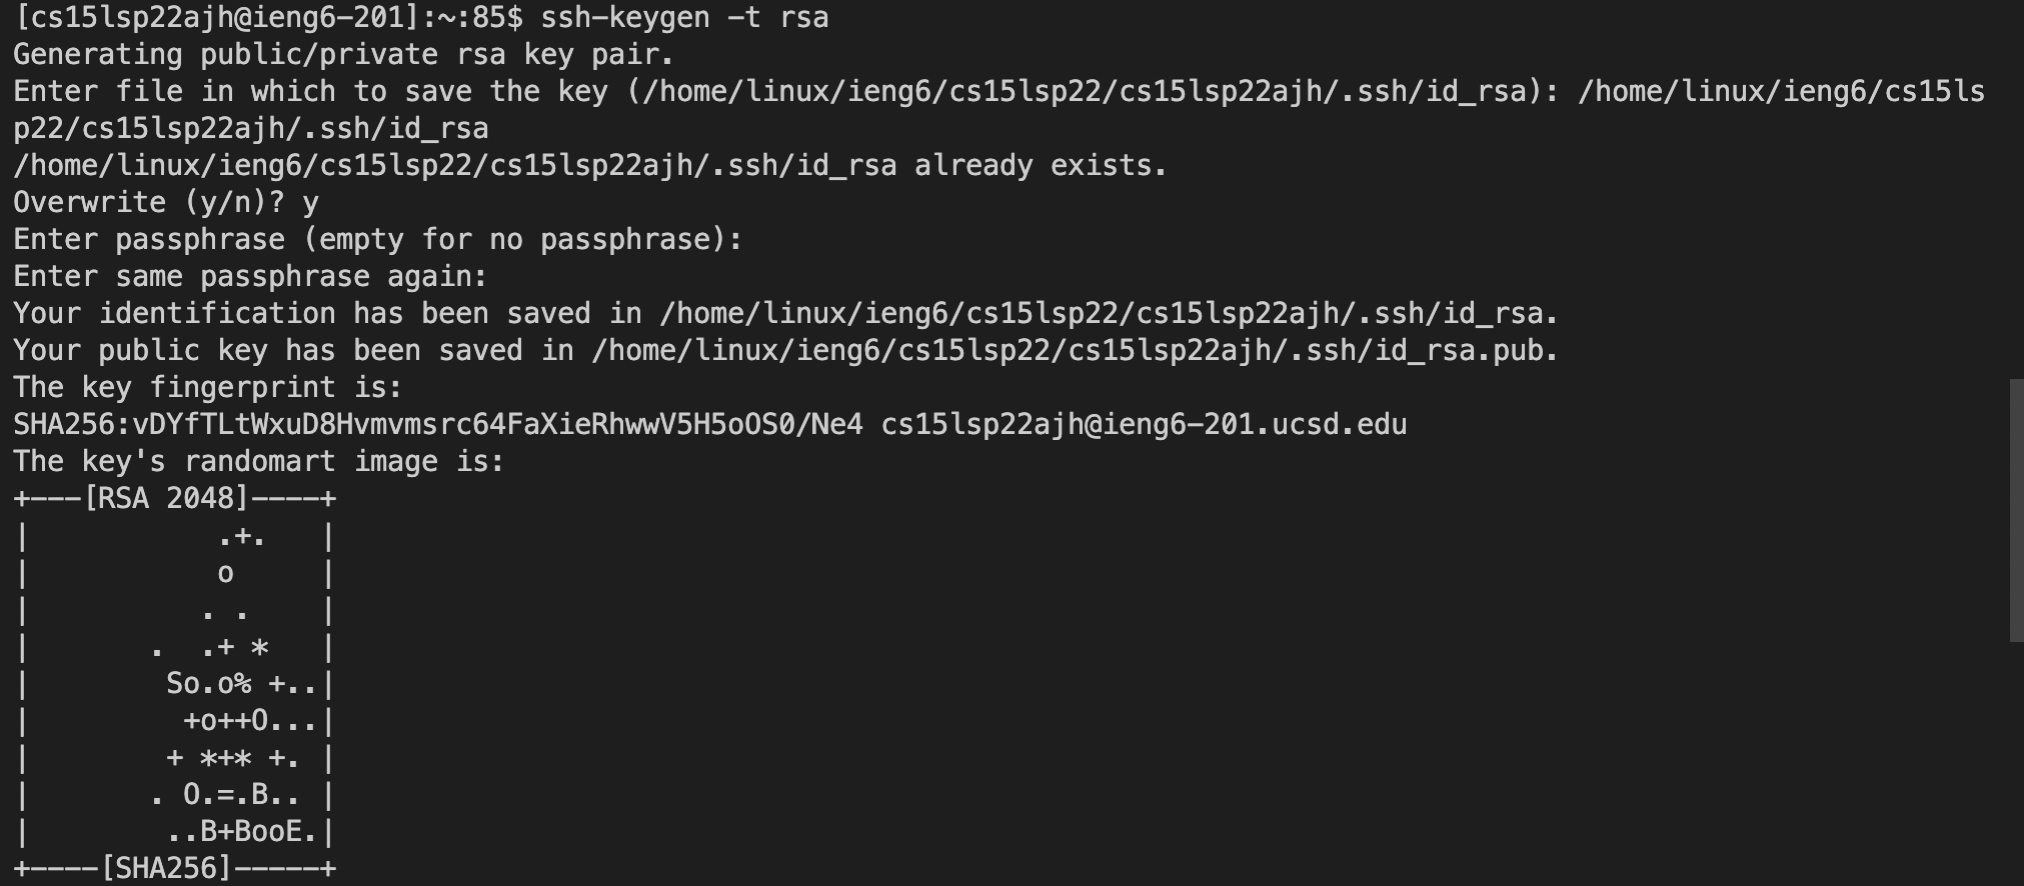 [cs15lsp22ajh@ieng6-201]:~:85$ ssh-keygen -t rsa
Generating public/private rsa key pair.
Enter file in which to save the key (/home/linux/ieng6/cs15lsp22/cs15lsp22ajh/.ssh/id_rsa): /home/linux/ieng6/cs15ls
p22/cs15lsp22ajh/.ssh/id_rsa
/home/linux/ieng6/cs15lsp22/cs15lsp22ajh/.ssh/id_rsa already exists.
Overwrite (y/n)? y
Enter passphrase (empty for no passphrase):
Enter same passphrase again:
Your identification has been saved in /home/linux/ieng6/cs15lsp22/cs15lsp22ajh/.ssh/id_rsa.
Your public key has been saved in /home/linux/ieng6/cs15lsp22/cs15lsp22ajh/.ssh/id_rsa.pub.
The key fingerprint is:
SHA256:vDYfTLtWxuD8Hvmvmsrc64FaXieRhwwV5H5oOS0/Ne4 cs15lsp22ajh@ieng6-201.ucsd.edu
The key's randomart image is:
+---[RSA 2048]----+
|           .+.   |
|           o     |
|          . .    |
|       .  .+ *   |
|        So.o% +..|
|         +o++O...|
|        + *+* +. |
|       . O.=.B.. |
|        ..B+BooE.|
+----[SHA256]-----+